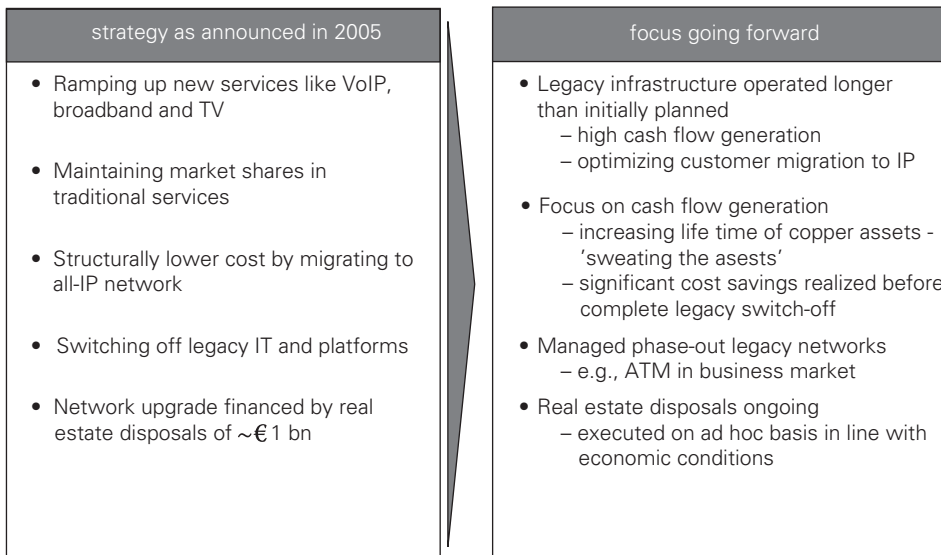 strategy as announced in 2005
• Ramping up new services like VoIP,
broadband and TV
• Maintaining market shares in
traditional services
• Structurally lower cost by migrating to
all-IP network
• Switching off legacy IT and platforms
• Network upgrade financed by real
estate disposals of ~€ 1 bn
focus going forward
• Legacy infrastructure operated longer
than initially planned
– high cash flow generation
– optimizing customer migration to IP
• Focus on cash flow generation
– increasing life time of copper assets -
'sweating the asests'
– significant cost savings realized before
complete legacy switch-off
• Managed phase-out legacy networks
– e.g., ATM in business market
• Real estate disposals ongoing
– executed on ad hoc basis in line with
economic conditions